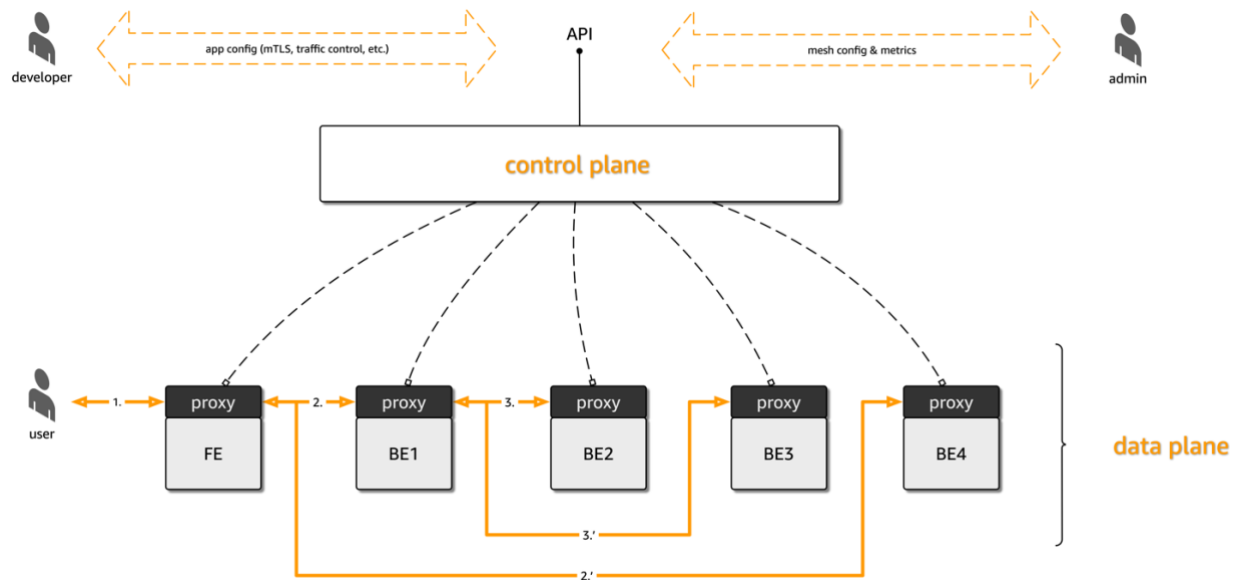 API
app config (mTLS, traffic control, etc.)
mesh config & metrics
developer
admin
control plane
1.
proxy
2.
proxy
3.
proxy
proxy
proxy
user
FE
BE1
BE2
BE3
BE4
data plane
3.'
2.'